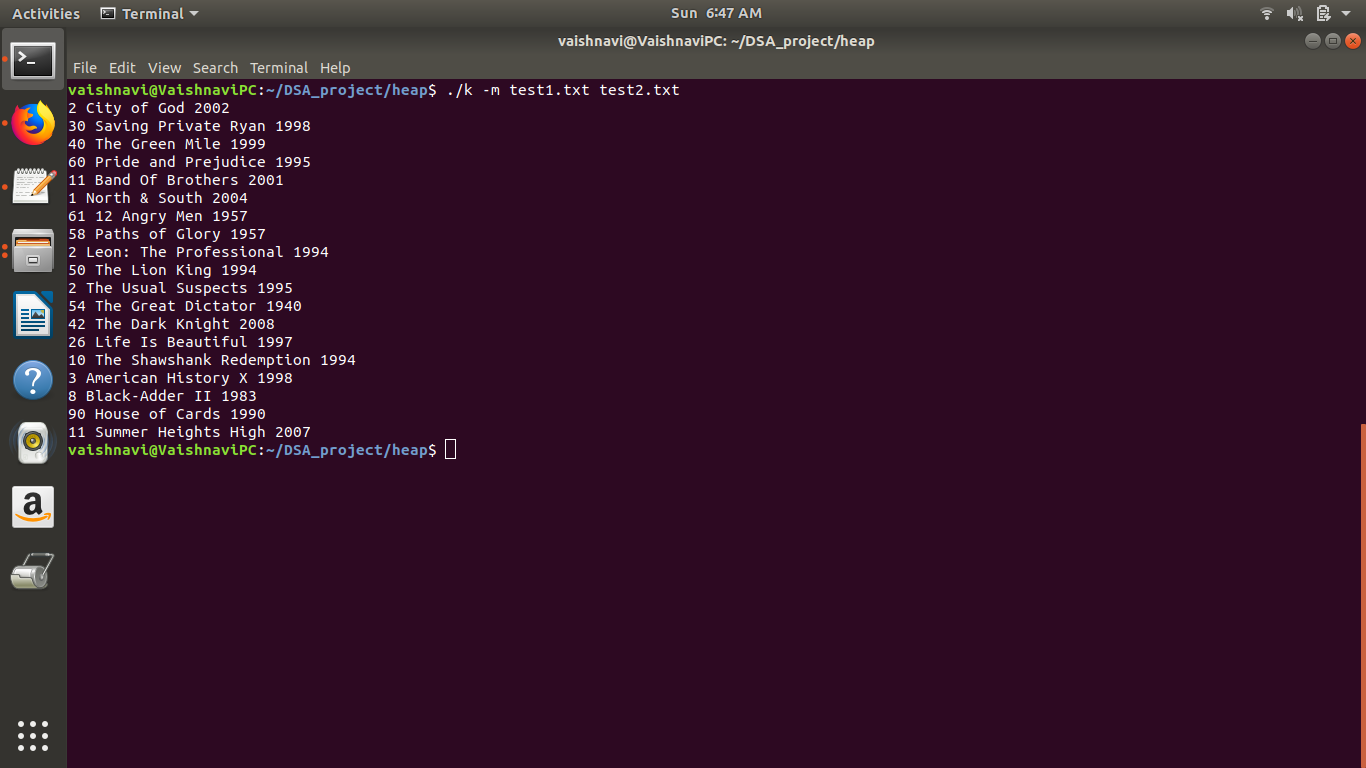 Activities Terminal Sun 6:47 AM
vaishnavi@VaishnaviPC: ~/DSA_project/heap
File Edit View Search Terminal Help
vaishnavi@VaishnaviPC:~/DSA_project/heap$ ./k -m test1.txt test2.txt
2 City of God 2002
30 Saving Private Ryan 1998
40 The Green Mile 1999
60 Pride and Prejudice 1995
11 Band Of Brothers 2001
1 North & South 2004
61 12 Angry Men 1957
58 Paths of Glory 1957
2 Leon: The Professional 1994
50 The Lion King 1994
2 The Usual Suspects 1995
54 The Great Dictator 1940
42 The Dark Knight 2008
26 Life Is Beautiful 1997
10 The Shawshank Redemption 1994
3 American History X 1998
8 Black-Adder II 1983
90 House of Cards 1990
11 Summer Heights High 2007
vaishnavi@VaishnaviPC:~/DSA_project/heap$